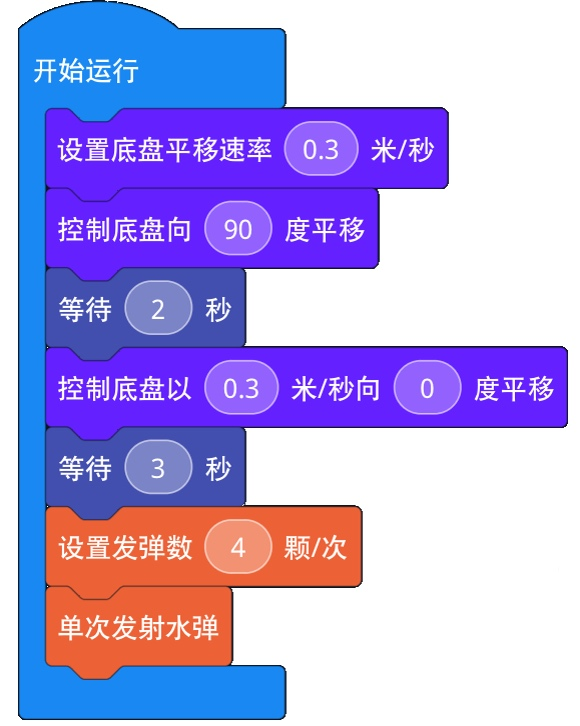 开始运行
设置底盘平移速率 0.3 米/秒
控制底盘向 90 度平移
等待 2 秒
控制底盘以 0.3 米/秒向 0 度平移
等待 3 秒
设置发弹数 4 颗/次
单次发射水弹